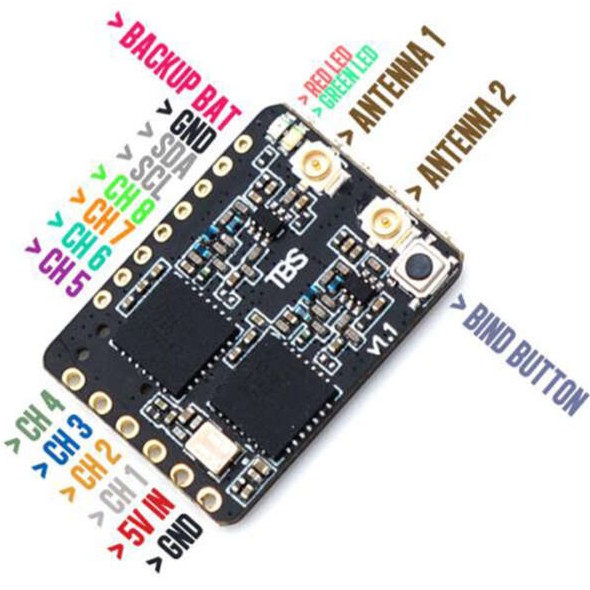 > BACKUP BAT
> GND
> SDA
> SCL
> CH 8
> CH 7
> CH 6
> CH 5
> RED LED
> GREEN LED
> ANTENNA 1
> ANTENNA 2
TBS
V1.1
> BIND BUTTON
> CH 4
> CH 3
> CH 2
> CH 1
> 5V IN
> GND